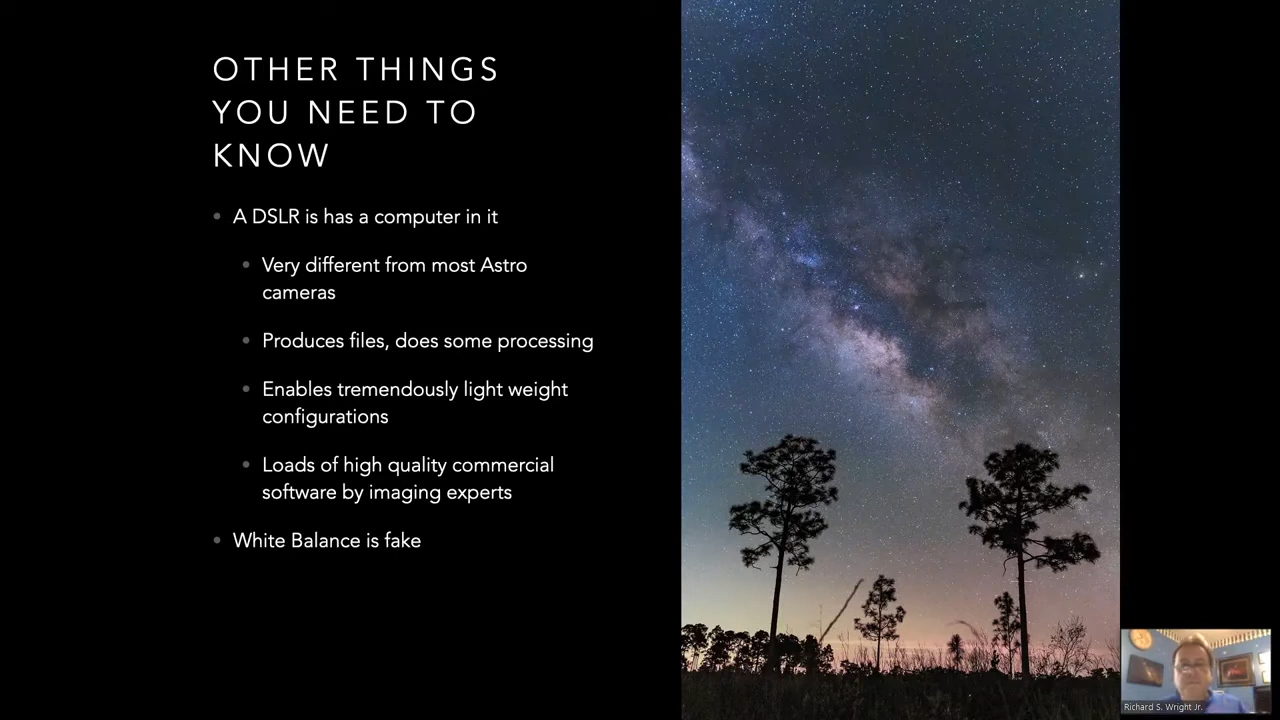 OTHER THINGS
YOU NEED TO
KNOW
A DSLR is has a computer in it
Very different from most Astro
cameras
Produces files, does some processing
Enables tremendously light weight
configurations
Loads of high quality commercial
software by imaging experts
White Balance is fake
Richard S. Wright Jr.